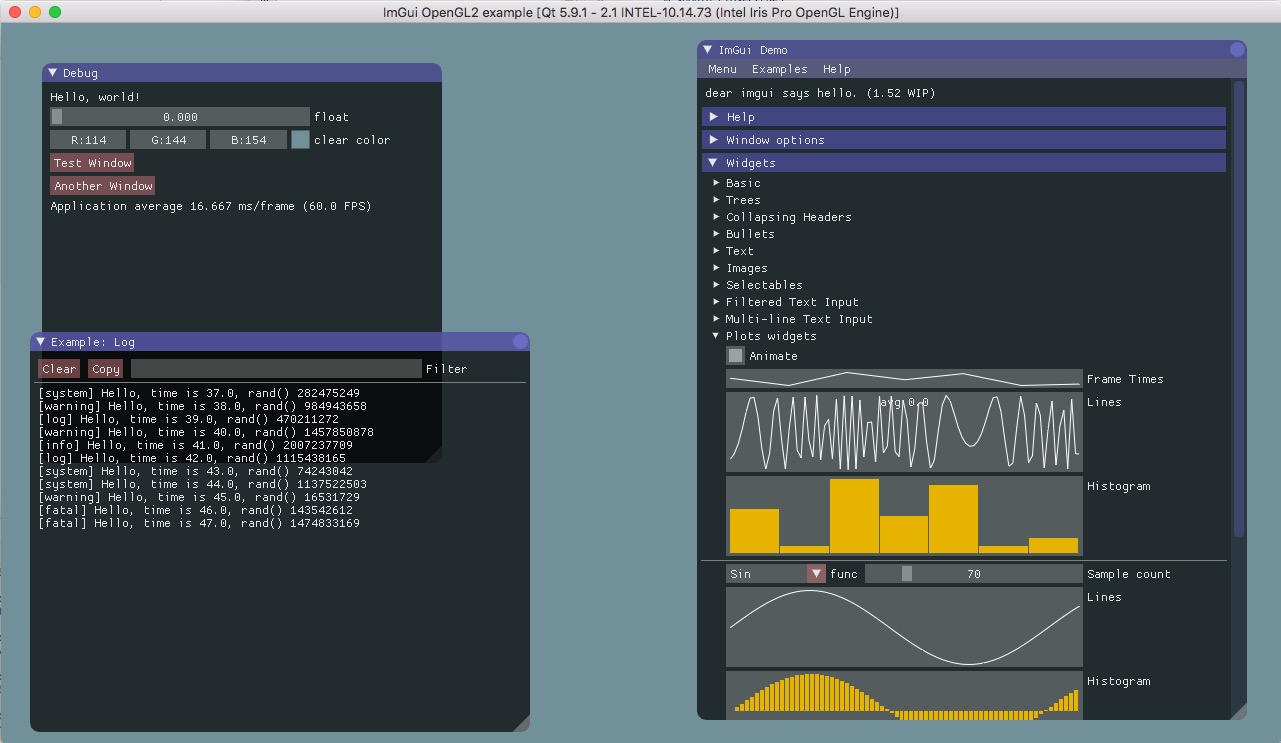 ImGui OpenGL2 example [Qt 5.9.1 - 2.1 INTEL-10.14.73 (Intel Iris Pro OpenGL Engine)]
Debug
Hello, world!
0.000 float
R:114 G:144 B:154 clear color
Test Window
Another Window
Application average 16.667 ms/frame (60.0 FPS)
Example: Log
Clear Copy Filter
[system] Hello, time is 37.0, rand() 282475249
[warning] Hello, time is 38.0, rand() 984943658
[log] Hello, time is 39.0, rand() 470211272
[warning] Hello, time is 40.0, rand() 1457850878
[info] Hello, time is 41.0, rand() 2007237709
[log] Hello, time is 42.0, rand() 1115438165
[system] Hello, time is 43.0, rand() 74243042
[system] Hello, time is 44.0, rand() 1137522503
[warning] Hello, time is 45.0, rand() 16531729
[fatal] Hello, time is 46.0, rand() 143542612
[fatal] Hello, time is 47.0, rand() 1474833169
ImGui Demo
Menu Examples Help
dear imgui says hello. (1.52 WIP)
Help
Window options
Widgets
Basic
Trees
Collapsing Headers
Bullets
Text
Images
Selectables
Filtered Text Input
Multi-line Text Input
Plots widgets
Animate
Frame Times
avg 0.0 Lines
Histogram
Sin func 70 Sample count
Lines
Histogram